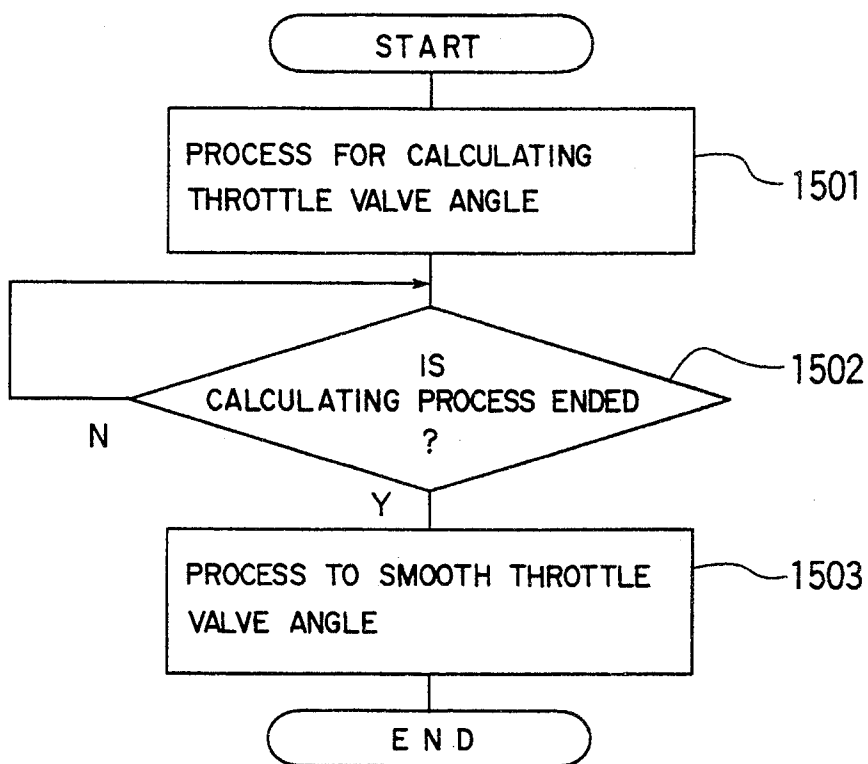 START
PROCESS FOR CALCULATING
THROTTLE VALVE ANGLE
1501
IS
CALCULATING PROCESS ENDED
?
1502
N
Y
PROCESS TO SMOOTH THROTTLE
VALVE ANGLE
1503
END